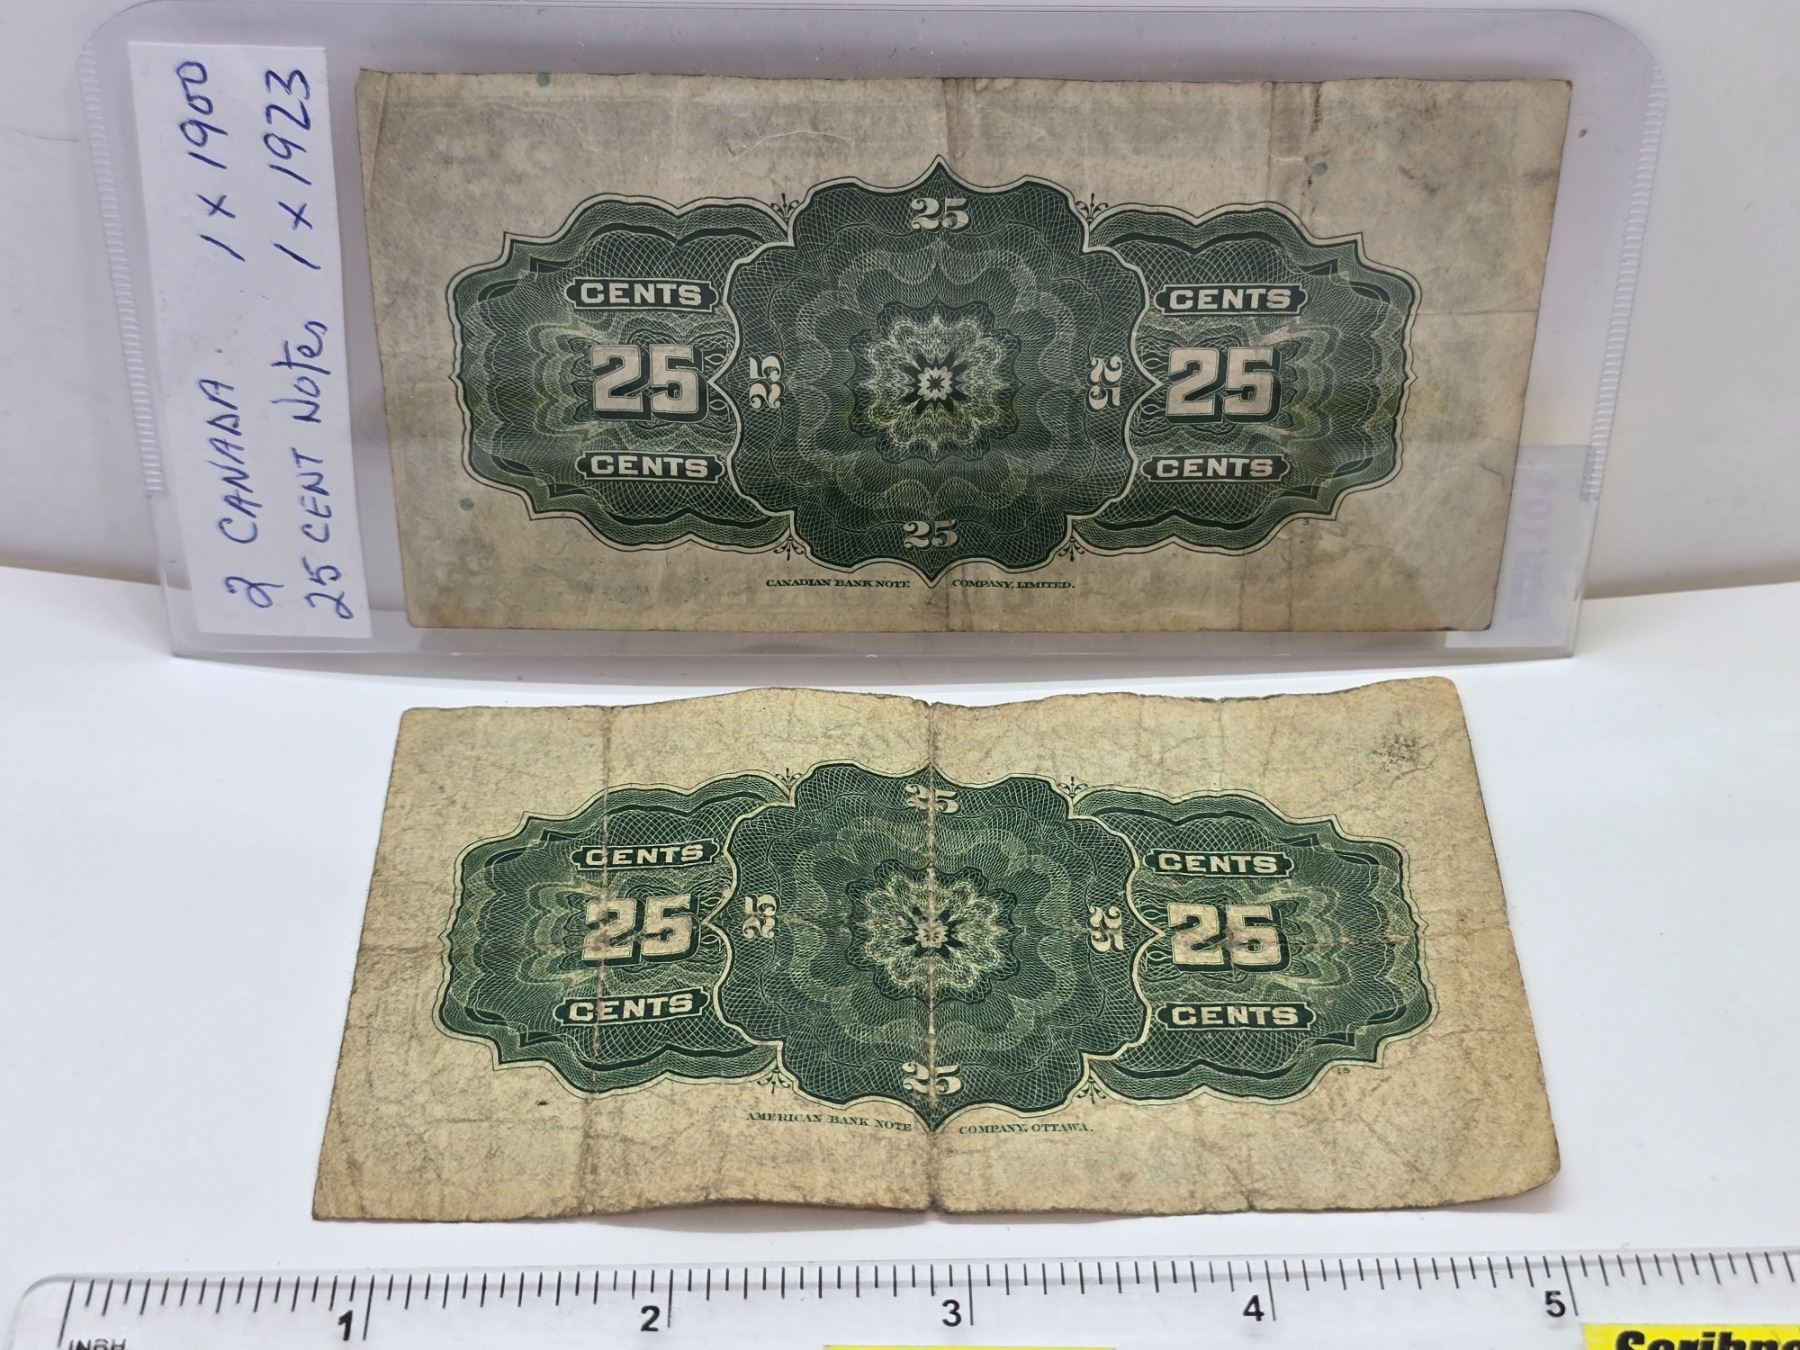 2 CANADA 1 x 1900
25 CENT Notes 1 x 1923
25
CENTS CENTS
25 25 25 25
CENTS CENTS
25
CANADIAN BANK NOTE COMPANY, LIMITED.
25
CENTS CENTS
25 25 25 25
CENTS CENTS
25
AMERICAN BANK NOTE COMPANY, OTTAWA.
1 2 3 4 5
INCH